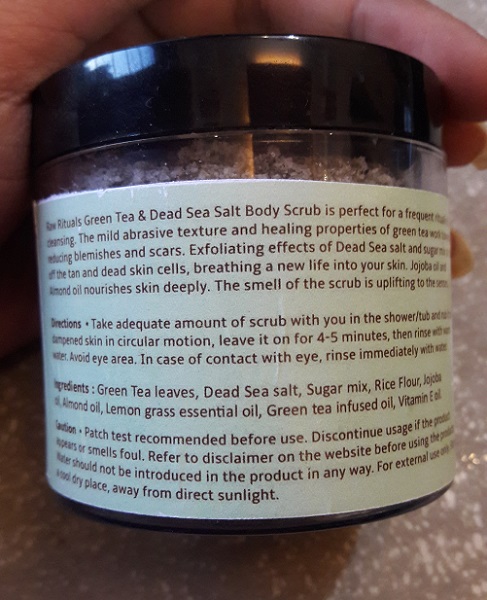 Raw Rituals Green Tea & Dead Sea Salt Body Scrub is perfect for a frequent
cleansing. The mild abrasive texture and healing properties of green tea work
reducing blemishes and scars. Exfoliating effects of Dead Sea salt and sugar mix
off the tan and dead skin cells, breathing a new life into your skin. Jojoba oil and
Almond oil nourishes skin deeply. The smell of the scrub is uplifting to the senses.
Directions • Take adequate amount of scrub with you in the shower/tub and
dampened skin in circular motion, leave it on for 4-5 minutes, then rinse with warm
water. Avoid eye area. In case of contact with eye, rinse immediately with water.
Ingredients : Green Tea leaves, Dead Sea salt, Sugar mix, Rice Flour, Jojoba
oil, Almond oil, Lemon grass essential oil, Green tea infused oil, Vitamin E oil.
Caution • Patch test recommended before use. Discontinue usage if the product
appears or smells foul. Refer to disclaimer on the website before using the product.
Water should not be introduced in the product in any way. For external use only.
a cool dry place, away from direct sunlight.